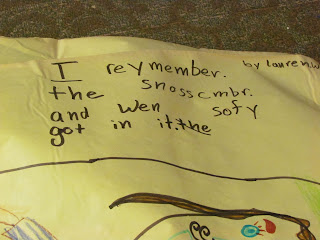 I reymember. by lauren.w
the snosscmbr.
and wen sofy
got in it.the